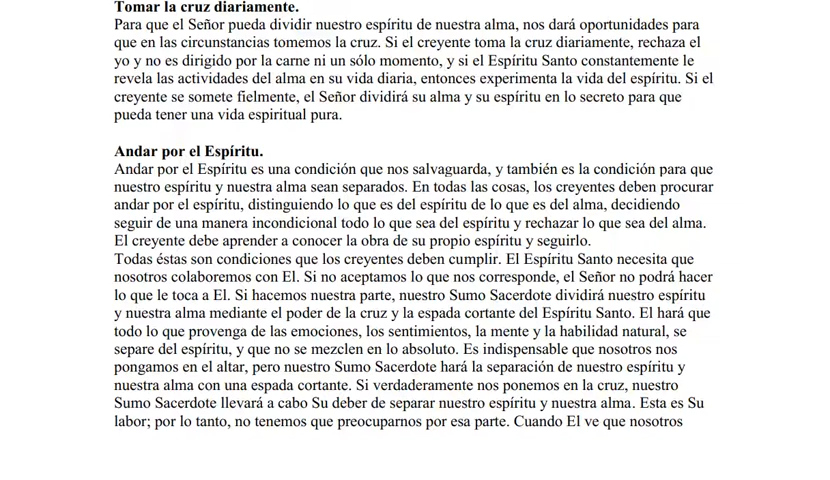 Tomar la cruz diariamente.
Para que el Señor pueda dividir nuestro espíritu de nuestra alma, nos dará oportunidades para
que en las circunstancias tomemos la cruz. Si el creyente toma la cruz diariamente, rechaza el
yo y no es dirigido por la carne ni un sólo momento, y si el Espíritu Santo constantemente le
revela las actividades del alma en su vida diaria, entonces experimenta la vida del espíritu. Si el
creyente se somete fielmente, el Señor dividirá su alma y su espíritu en lo secreto para que
pueda tener una vida espiritual pura.
Andar por el Espíritu.
Andar por el Espíritu es una condición que nos salvaguarda, y también es la condición para que
nuestro espíritu y nuestra alma sean separados. En todas las cosas, los creyentes deben procurar
andar por el espíritu, distinguiendo lo que es del espíritu de lo que es del alma, decidiendo
seguir de una manera incondicional todo lo que sea del espíritu y rechazar lo que sea del alma.
El creyente debe aprender a conocer la obra de su propio espíritu y seguirlo.
Todas éstas son condiciones que los creyentes deben cumplir. El Espíritu Santo necesita que
nosotros colaboremos con El. Si no aceptamos lo que nos corresponde, el Señor no podrá hacer
lo que le toca a El. Si hacemos nuestra parte, nuestro Sumo Sacerdote dividirá nuestro espíritu
y nuestra alma mediante el poder de la cruz y la espada cortante del Espíritu Santo. El hará que
todo lo que provenga de las emociones, los sentimientos, la mente y la habilidad natural, se
separe del espíritu, y que no se mezclen en lo absoluto. Es indispensable que nosotros nos
pongamos en el altar, pero nuestro Sumo Sacerdote hará la separación de nuestro espíritu y
nuestra alma con una espada cortante. Si verdaderamente nos ponemos en la cruz, nuestro
Sumo Sacerdote llevará a cabo Su deber de separar nuestro espíritu y nuestra alma. Esta es Su
labor; por lo tanto, no tenemos que preocuparnos por esa parte. Cuando El ve que nosotros